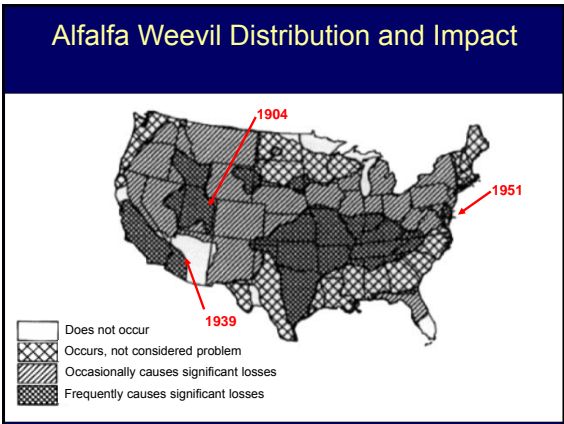 Alfalfa Weevil Distribution and Impact
1904
1951
1939
Does not occur
Occurs, not considered problem
Occasionally causes significant losses
Frequently causes significant losses